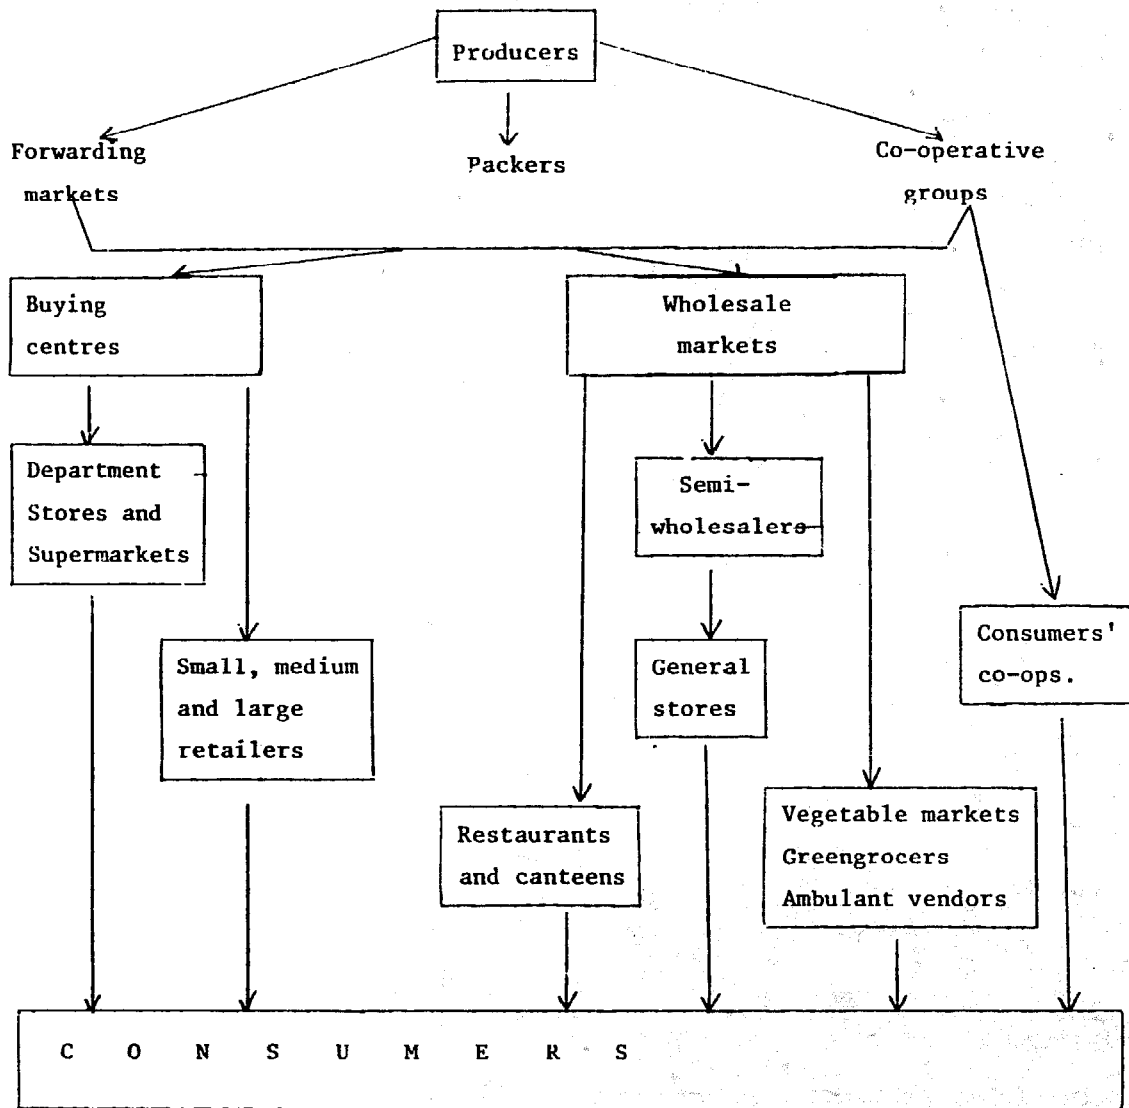 Producers
Forwarding
markets
Packers
Co-operative
groups
Buying
centres
Wholesale
markets
Department
Stores and
Supermarkets
Semi-
wholesalers
Small, medium
and large
retailers
General
stores
Consumers'
co-ops.
Restaurants
and canteens
Vegetable markets
Greengrocers
Ambulant vendors
C O N S U M E R S